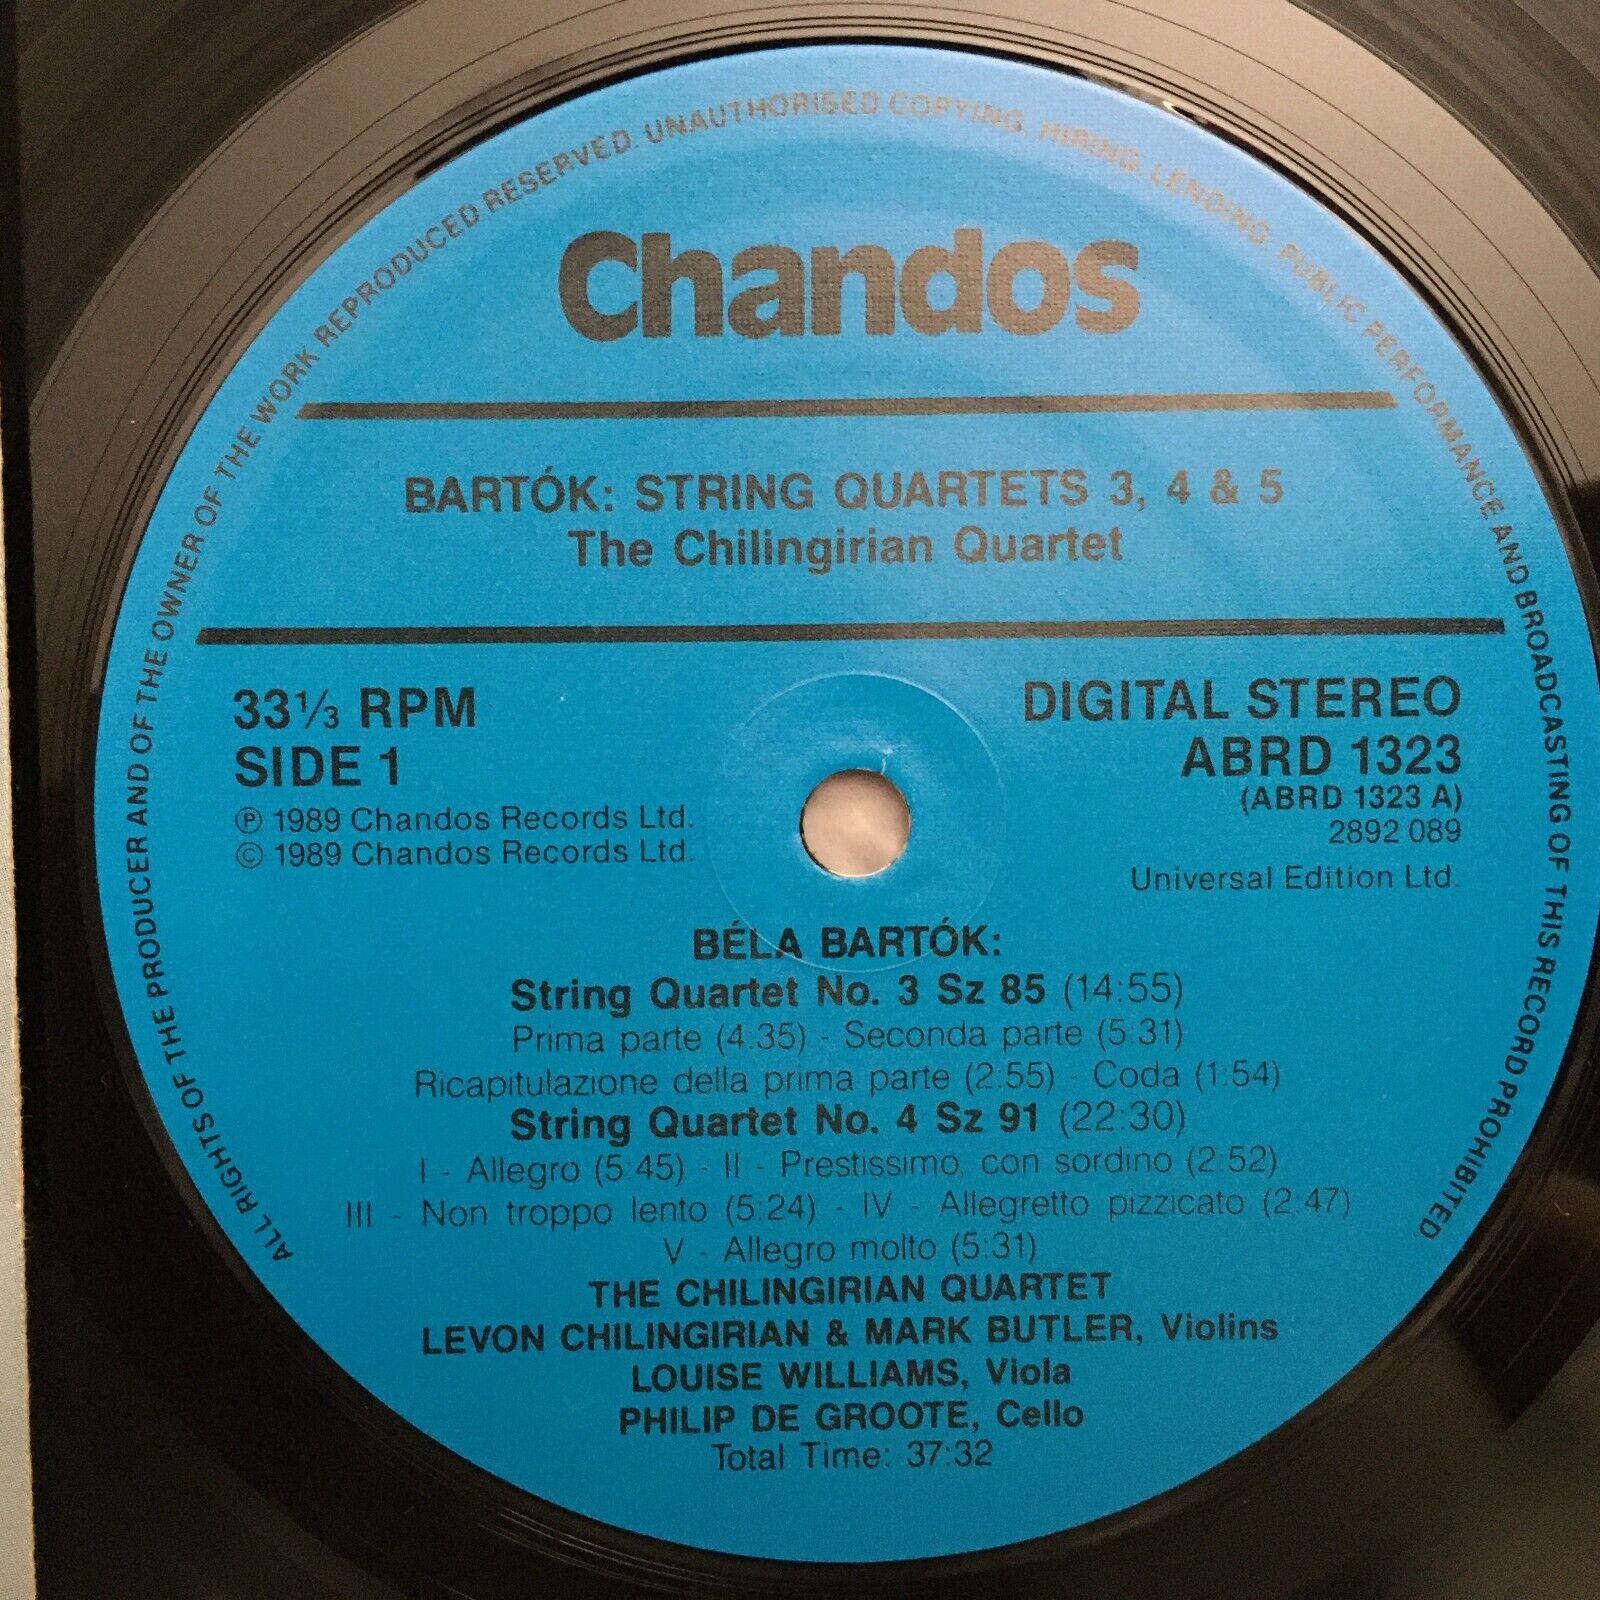 ALL RIGHTS OF THE PRODUCER AND OF THE OWNER OF THE WORK REPRODUCED RESERVED. UNAUTHORISED COPYING, HIRING, LENDING, PUBLIC PERFORMANCE AND BROADCASTING OF THIS RECORD PROHIBITED.
Chandos
BARTÓK: STRING QUARTETS 3, 4 & 5
The Chilingirian Quartet
33⅓ RPM
SIDE 1
℗ 1989 Chandos Records Ltd.
© 1989 Chandos Records Ltd.
DIGITAL STEREO
ABRD 1323
(ABRD 1323 A)
2892 089
Universal Edition Ltd.
BÉLA BARTÓK:
String Quartet No. 3 Sz 85 (14:55)
Prima parte (4:35) - Seconda parte (5:31)
Ricapitulazione della prima parte (2:55) - Coda (1:54)
String Quartet No. 4 Sz 91 (22:30)
I - Allegro (5:45) - II - Prestissimo, con sordino (2:52)
III - Non troppo lento (5:24) - IV - Allegretto pizzicato (2:47)
V - Allegro molto (5:31)
THE CHILINGIRIAN QUARTET
LEVON CHILINGIRIAN & MARK BUTLER, Violins
LOUISE WILLIAMS, Viola
PHILIP DE GROOTE, Cello
Total Time: 37:32